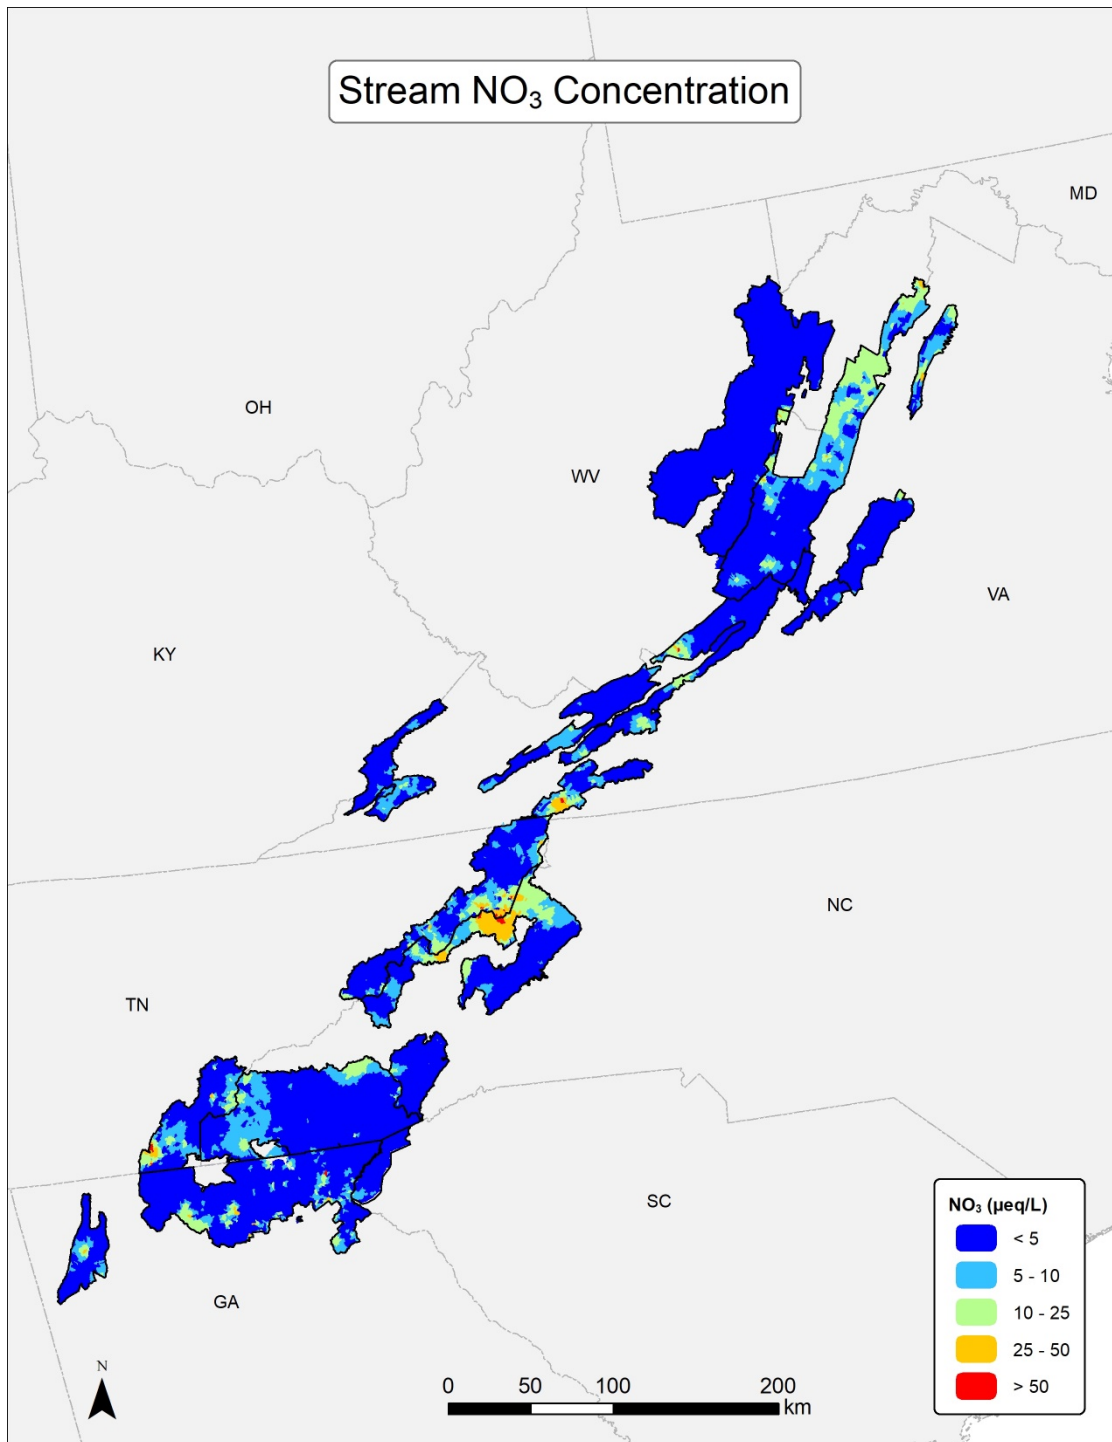 Stream NO₃ Concentration
MD
OH
WV
VA
KY
NC
TN
SC
GA
N
0 50 100 200
km
NO₃ (µeq/L)
< 5
5 - 10
10 - 25
25 - 50
> 50